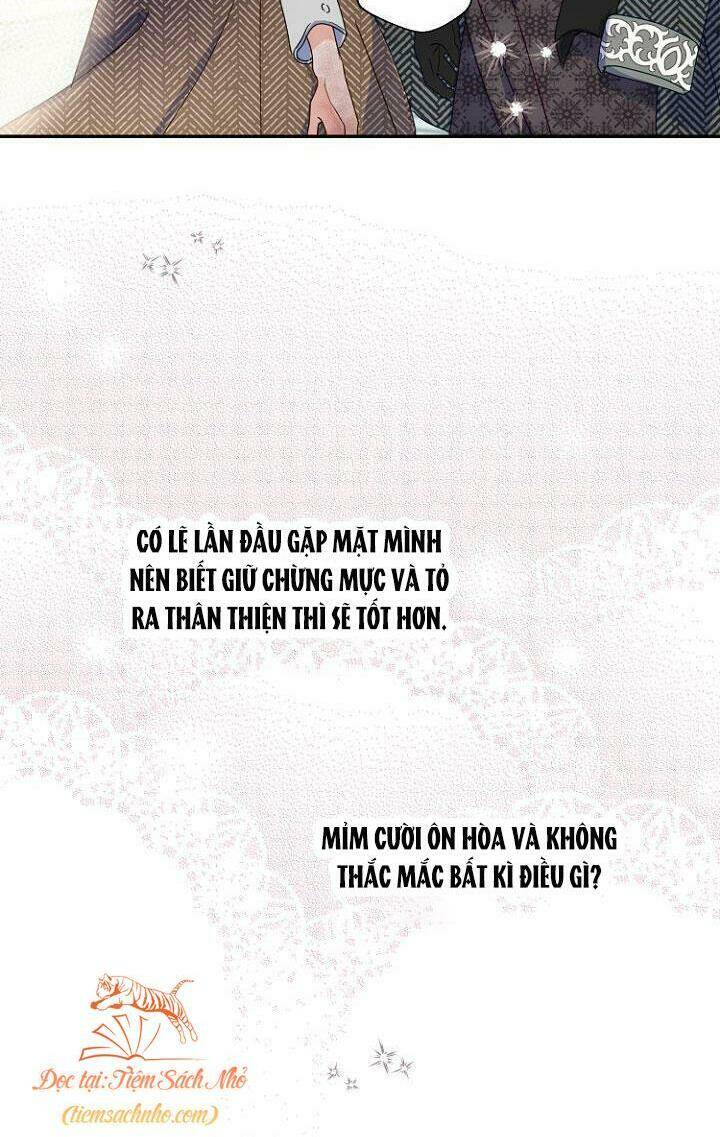 CÓ LẼ LẦN ĐẦU GẶP MẶT MÌNH
NÊN BIẾT GIỮ CHỪNG MỰC VÀ TỎ
RA THÂN THIỆN THÌ SẼ TỐT HƠN.
MỈM CƯỜI ÔN HÒA VÀ KHÔNG
THẮC MẮC BẤT KÌ ĐIỀU GÌ?
Đọc tại: Tiệm Sách Nhỏ
(tiemsachnho.com)